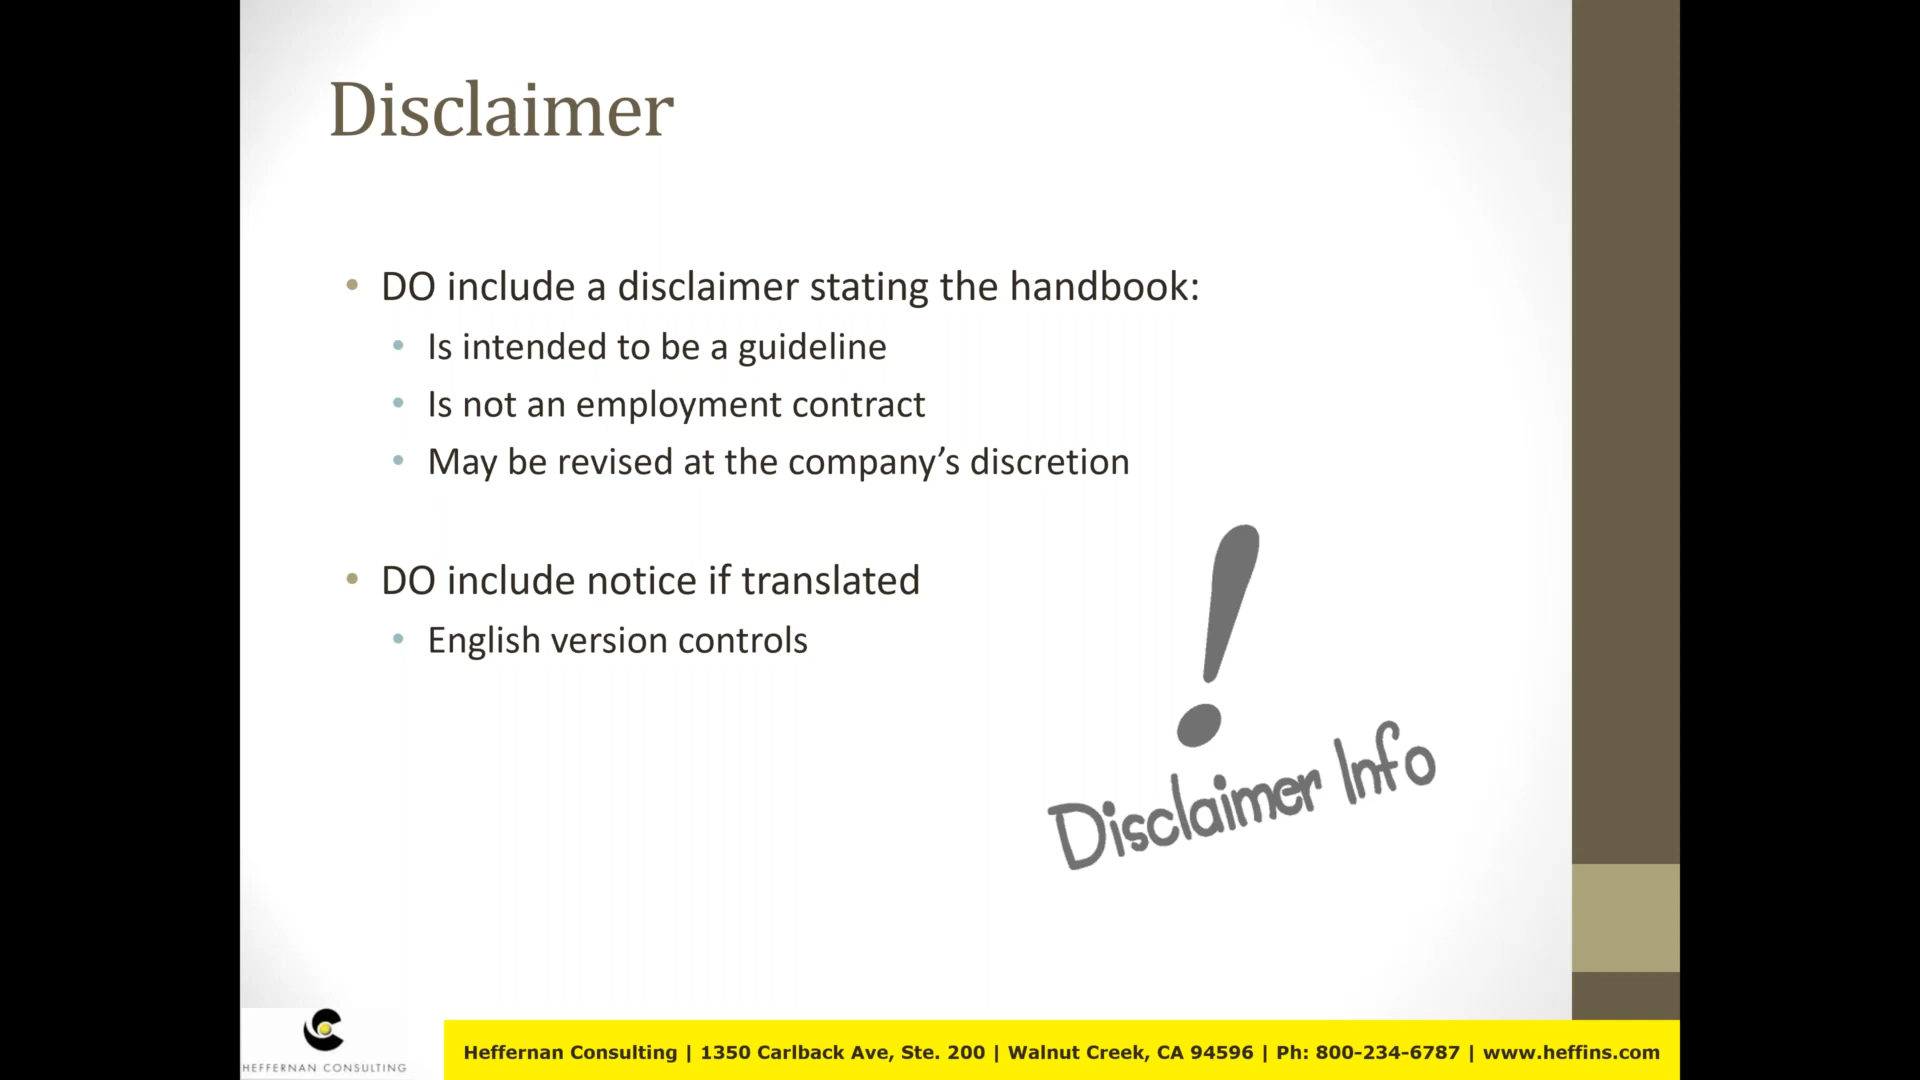 Disclaimer
• DO include a disclaimer stating the handbook:
• Is intended to be a guideline
• Is not an employment contract
• May be revised at the company’s discretion
• DO include notice if translated
• English version controls
!
Disclaimer Info
HEFFERNAN CONSULTING
Heffernan Consulting | 1350 Carlback Ave, Ste. 200 | Walnut Creek, CA 94596 | Ph: 800-234-6787 | www.heffins.com